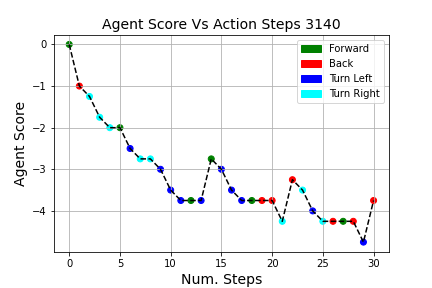 Agent Score Vs Action Steps 3140
Forward
Back
Turn Left
Turn Right
0
−1
−2
−3
−4
Agent Score
0 5 10 15 20 25 30
Num. Steps